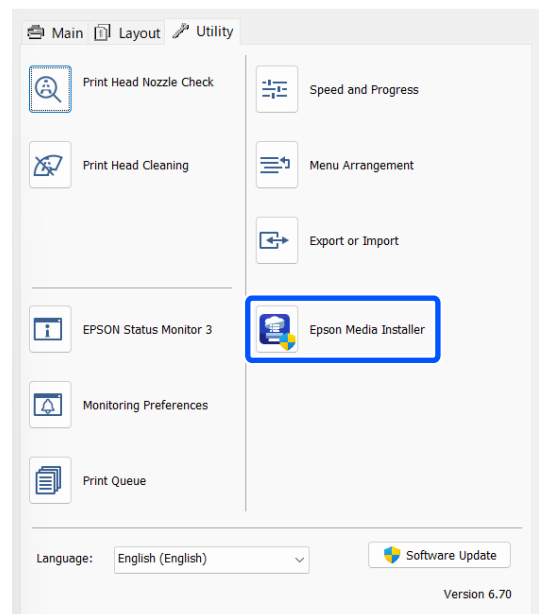 Main
Layout
Utility
Print Head Nozzle Check
Speed and Progress
Print Head Cleaning
Menu Arrangement
Export or Import
EPSON Status Monitor 3
Epson Media Installer
Monitoring Preferences
Print Queue
Language:
English (English)
Software Update
Version 6.70